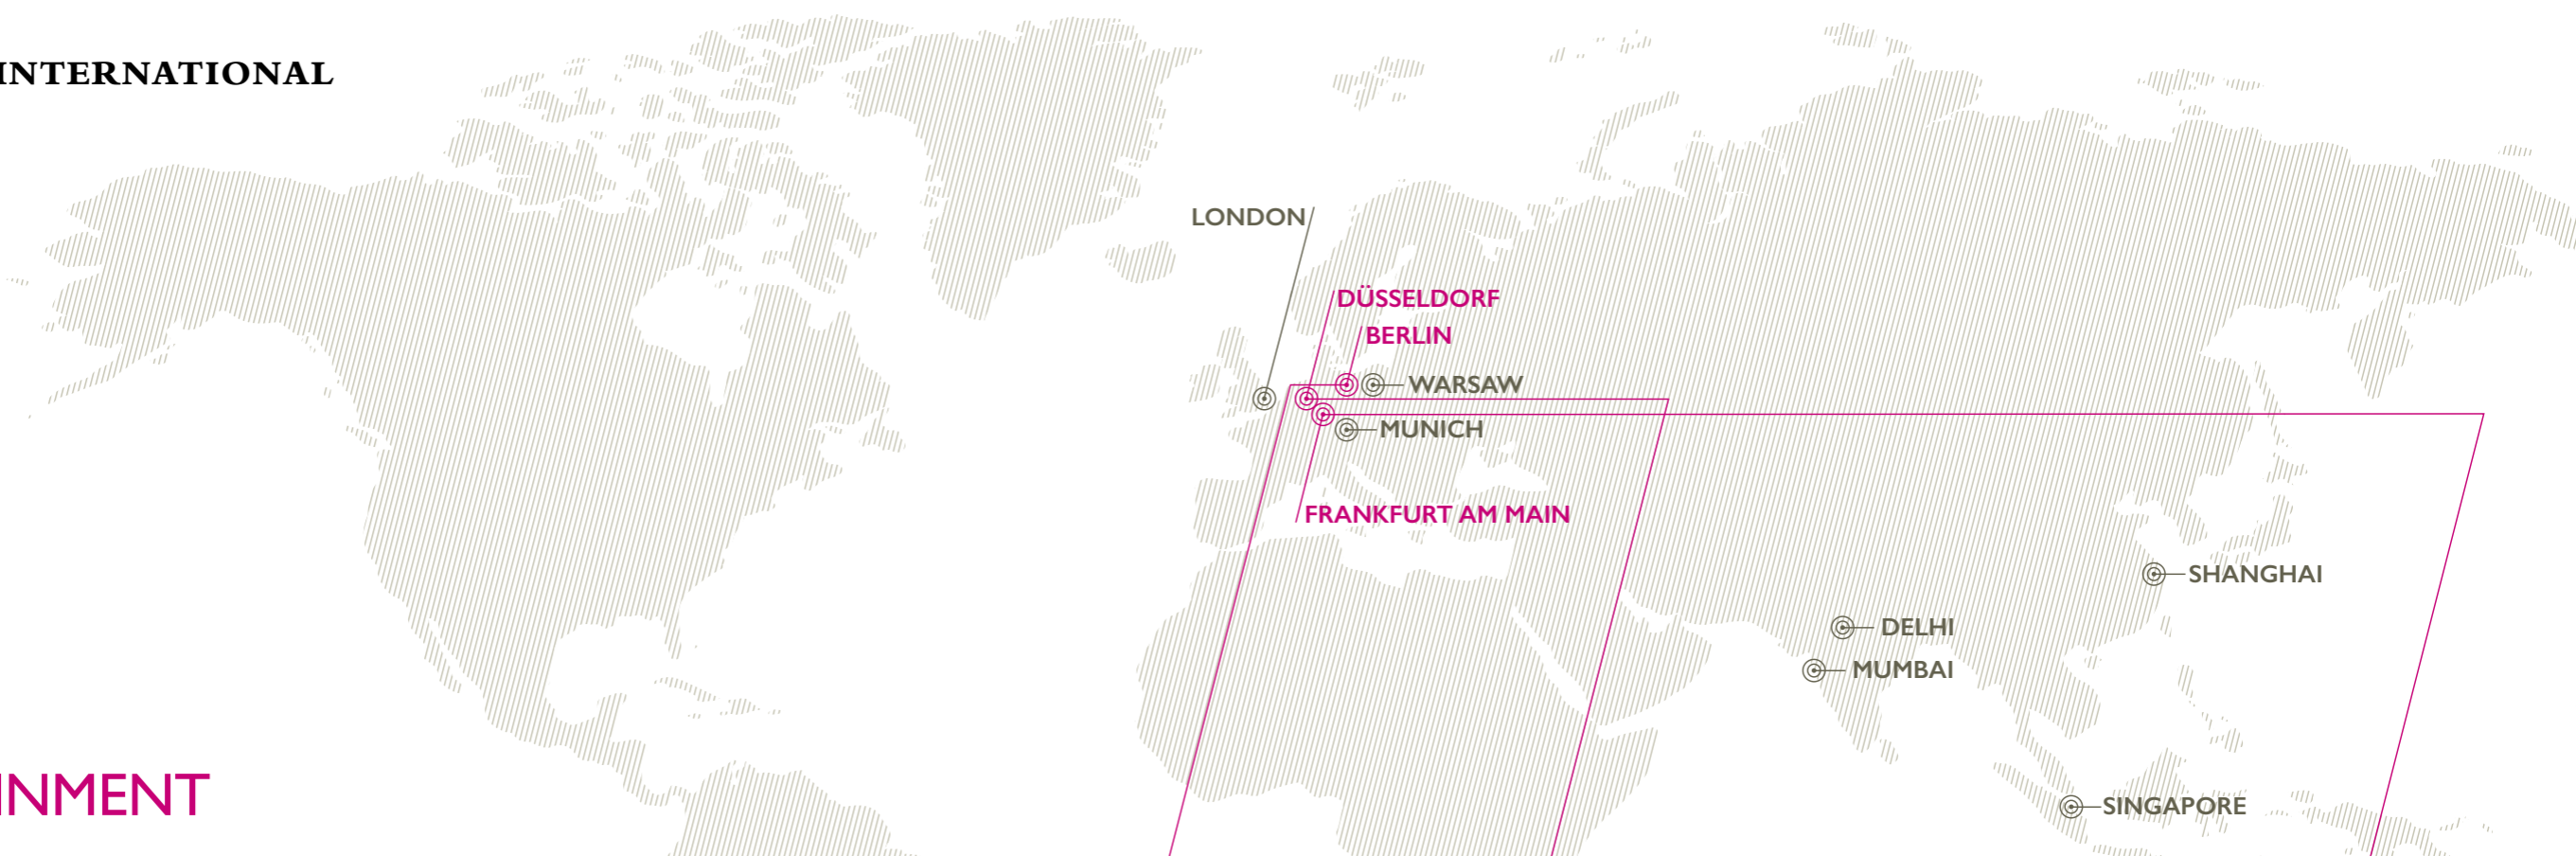 INTERNATIONAL
LONDON
DÜSSELDORF
BERLIN
WARSAW
MUNICH
FRANKFURT AM MAIN
SHANGHAI
DELHI
MUMBAI
INMENT
SINGAPORE